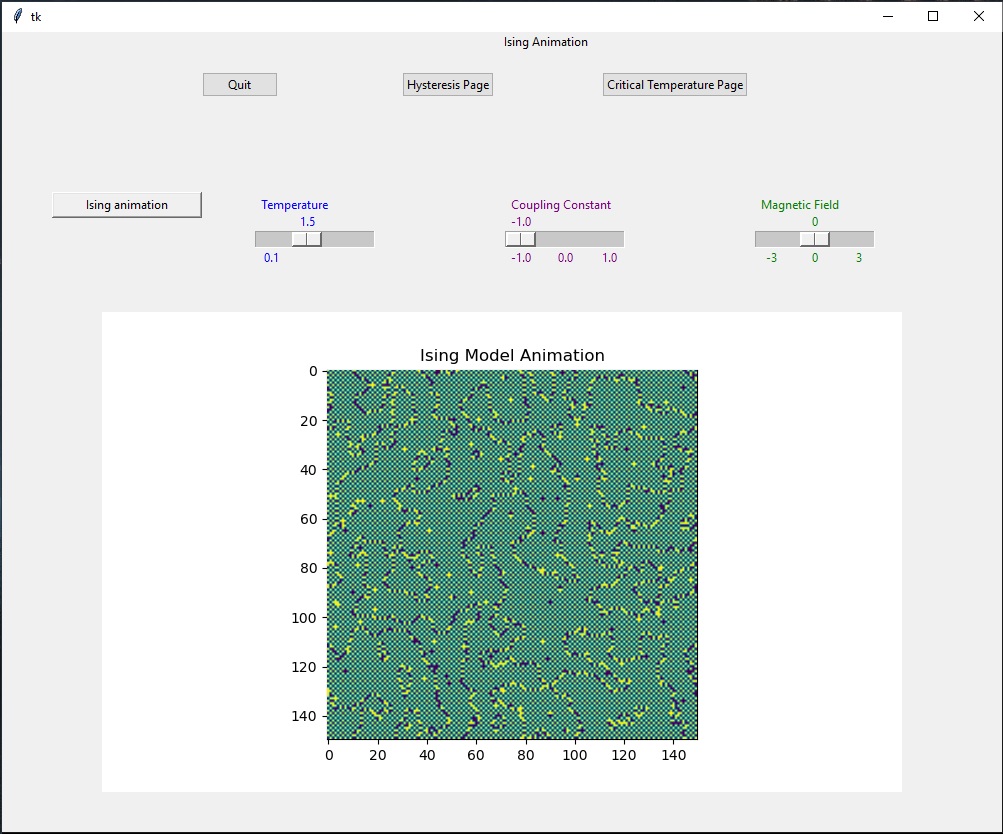 tk
Ising Animation
Quit
Hysteresis Page
Critical Temperature Page
Ising animation
Temperature
1.5
0.1
Coupling Constant
-1.0
-1.0 0.0 1.0
Magnetic Field
0
-3 0 3
Ising Model Animation
0
20
40
60
80
100
120
140
0 20 40 60 80 100 120 140